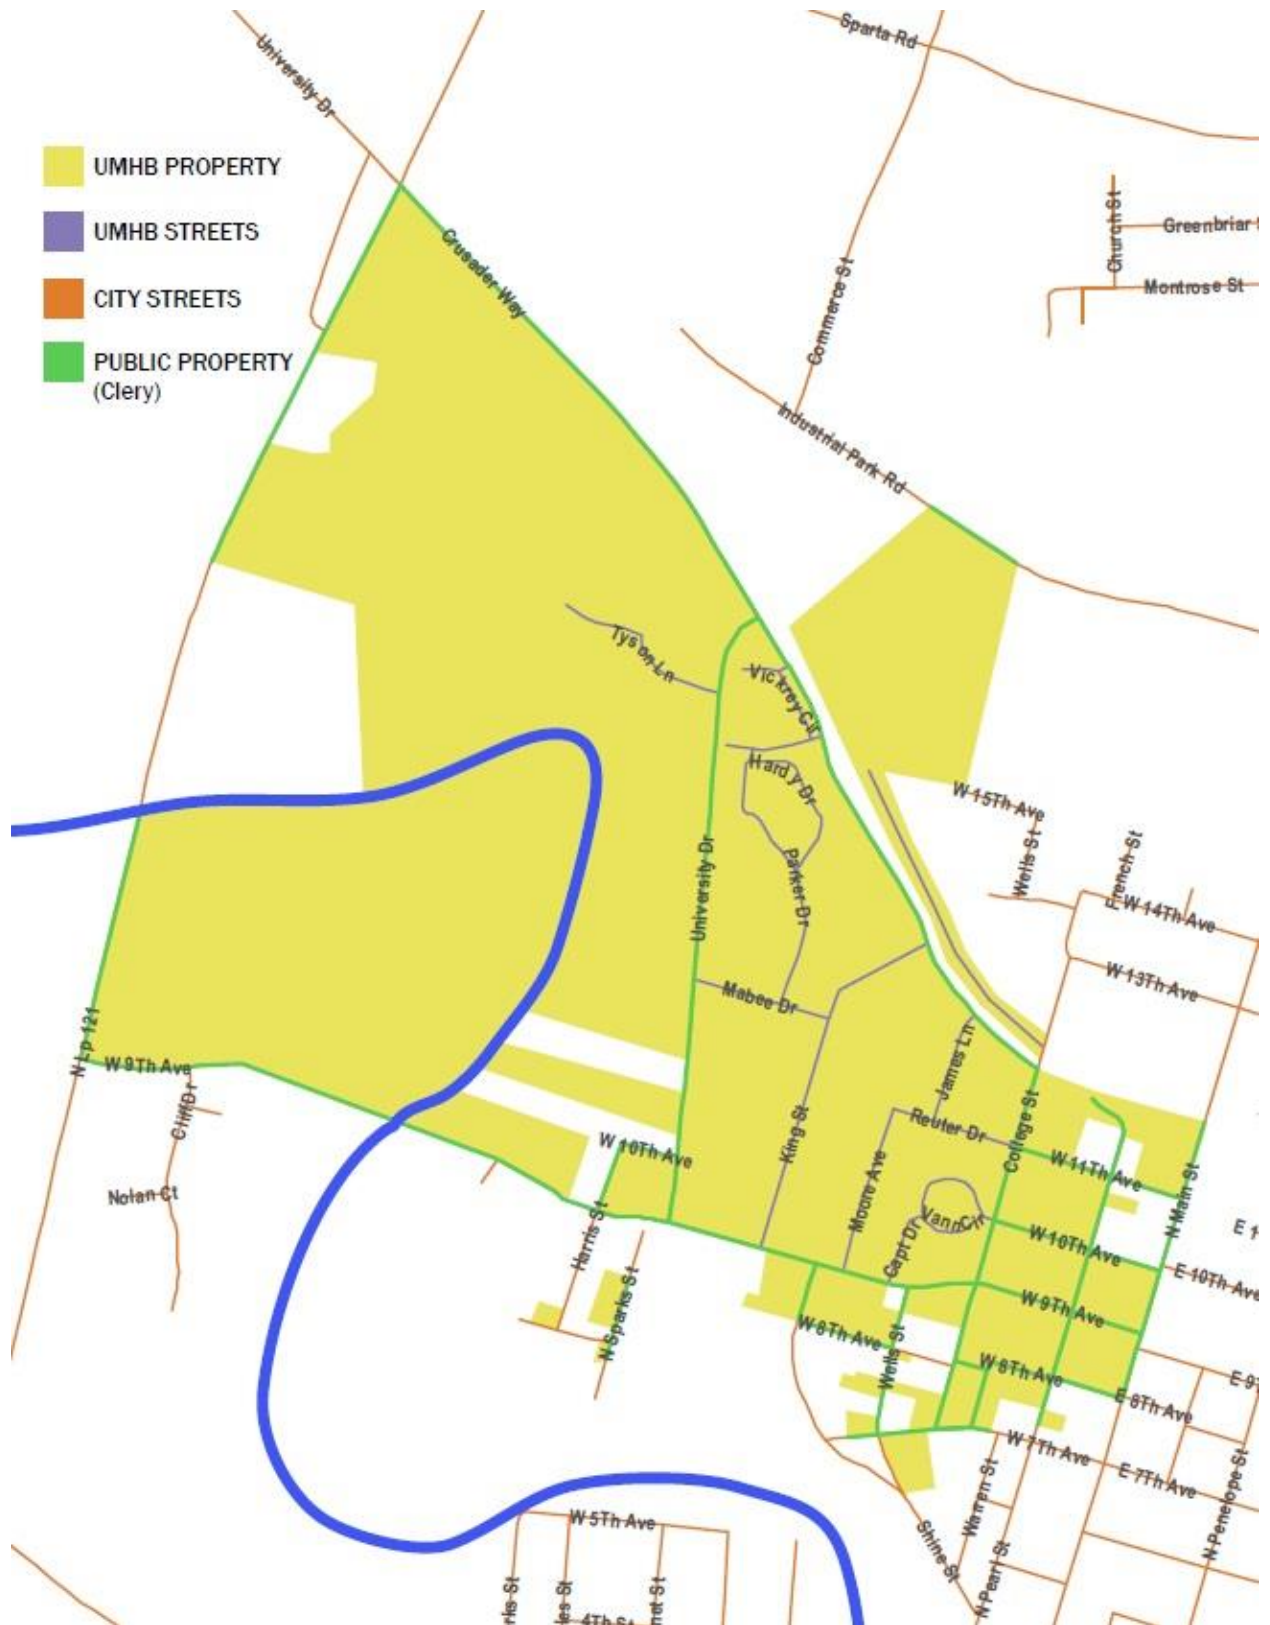 Sparta Rd
University Dr
UMHB PROPERTY
UMHB STREETS
CITY STREETS
PUBLIC PROPERTY
(Clery)
Crusader Way
Commerce St
Church St
Greenbriar
Montrose St
Industrial Park Rd
Tyson Ln
Vickrey Cir
Hardy Dr
W 15Th Ave
Wells St
French St
Parker Dr
University Dr
W 14Th Ave
W 13Th Ave
Mabee Dr
N Lp 121
W 9Th Ave
James Ln
College St
Cliff Dr
King St
Reuter Dr
W 10Th Ave
W 11Th Ave
Nolan Ct
Moore Ave
Vann Cir
N Main St
Harris St
Capt Dr
W 10Th Ave
E 10Th Ave
N Sparks St
W 9Th Ave
W 8Th Ave
Wells St
W 8Th Ave
E 8Th Ave
W 7Th Ave
E 7Th Ave
Warren St
N Penelope St
W 5Th Ave
Shine St
N Pearl St
4Th St